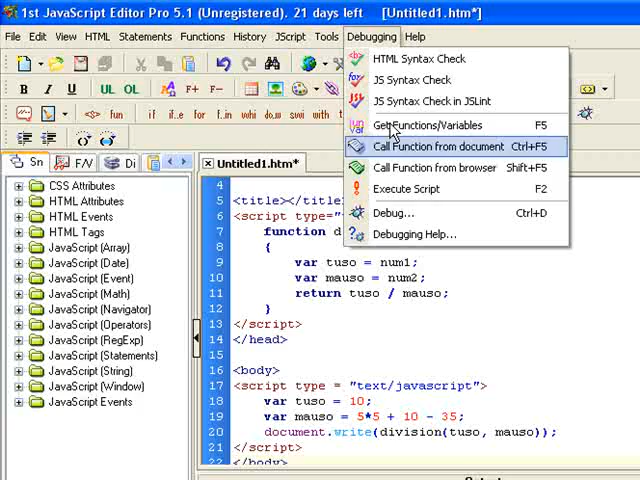 1st JavaScript Editor Pro 5.1 (Unregistered). 21 days left [Untitled1.htm*]
File Edit View HTML Statements Functions History JScript Tools Debugging Help
HTML Syntax Check
JS Syntax Check
JS Syntax Check in JSLint
Get Functions/Variables F5
Call Function from document Ctrl+F5
Call Function from browser Shift+F5
Execute Script F2
Debug... Ctrl+D
Debugging Help...
B I U UL OL F+ F-
<> fun if for f.in wh do sw
Sn F/V Di
Untitled1.htm*
CSS Attributes
HTML Attributes
HTML Events
HTML Tags
JavaScript (Array)
JavaScript (Date)
JavaScript (Event)
JavaScript (Math)
JavaScript (Navigator)
JavaScript (Operators)
JavaScript (RegExp)
JavaScript (Statements)
JavaScript (String)
JavaScript (Window)
JavaScript Events
4
5 <title></titl
6 <script type="
7 function d
8 {
9 var tuso = num1;
10 var mauso = num2;
11 return tuso / mauso;
12 }
13 </script>
14 </head>
15
16 <body>
17 <script type = "text/javascript">
18 var tuso = 10;
19 var mauso = 5*5 + 10 - 35;
20 document.write(division(tuso, mauso));
21 </script>
22 </body>